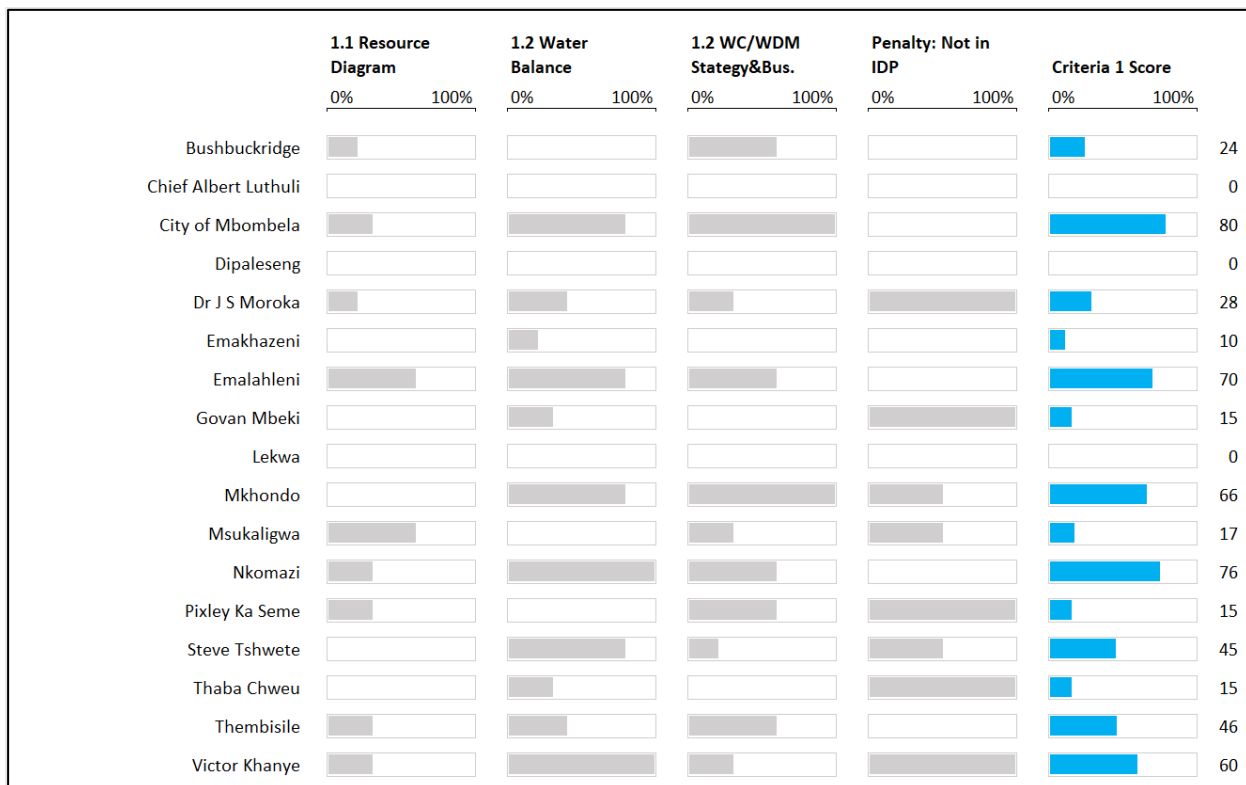 1.1 Resource Diagram 1.2 Water Balance 1.2 WC/WDM Stategy&Bus. Penalty: Not in IDP Criteria 1 Score
0% 100% 0% 100% 0% 100% 0% 100% 0% 100%
Bushbuckridge 24
Chief Albert Luthuli 0
City of Mbombela 80
Dipaleseng 0
Dr J S Moroka 28
Emakhazeni 10
Emalahleni 70
Govan Mbeki 15
Lekwa 0
Mkhondo 66
Msukaligwa 17
Nkomazi 76
Pixley Ka Seme 15
Steve Tshwete 45
Thaba Chweu 15
Thembisile 46
Victor Khanye 60